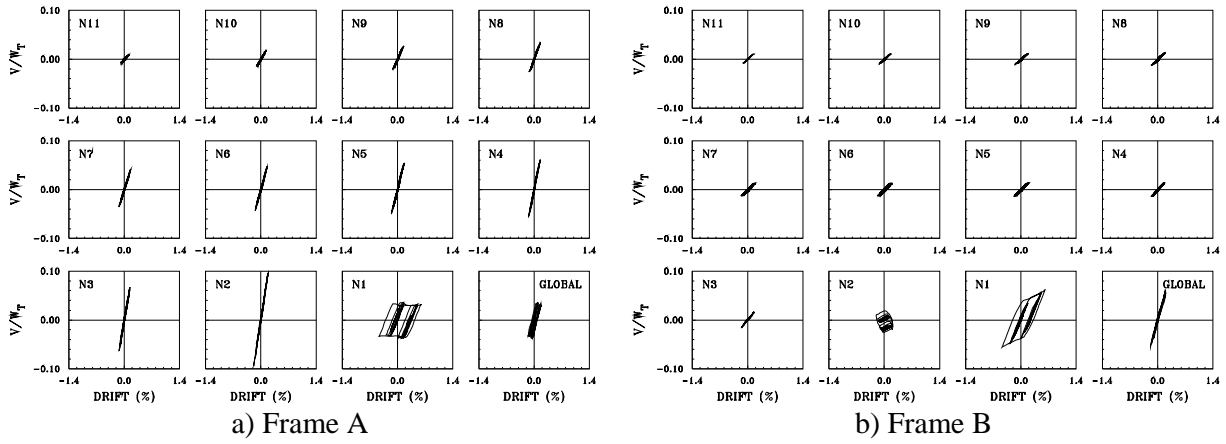 N11 N10 N9 N8 N11 N10 N9 N8
V/W_T 0.10 0.00 -0.10 V/W_T 0.10 0.00 -0.10
-1.4 0.0 1.4 -1.4 0.0 1.4 -1.4 0.0 1.4 -1.4 0.0 1.4 -1.4 0.0 1.4 -1.4 0.0 1.4 -1.4 0.0 1.4 -1.4 0.0 1.4
N7 N6 N5 N4 N7 N6 N5 N4
V/W_T 0.10 0.00 -0.10 V/W_T 0.10 0.00 -0.10
-1.4 0.0 1.4 -1.4 0.0 1.4 -1.4 0.0 1.4 -1.4 0.0 1.4 -1.4 0.0 1.4 -1.4 0.0 1.4 -1.4 0.0 1.4 -1.4 0.0 1.4
N3 N2 N1 GLOBAL N3 N2 N1 GLOBAL
V/W_T 0.10 0.00 -0.10 V/W_T 0.10 0.00 -0.10
-1.4 0.0 1.4 -1.4 0.0 1.4 -1.4 0.0 1.4 -1.4 0.0 1.4 -1.4 0.0 1.4 -1.4 0.0 1.4 -1.4 0.0 1.4 -1.4 0.0 1.4
DRIFT (%) DRIFT (%) DRIFT (%) DRIFT (%) DRIFT (%) DRIFT (%) DRIFT (%) DRIFT (%)
a) Frame A b) Frame B